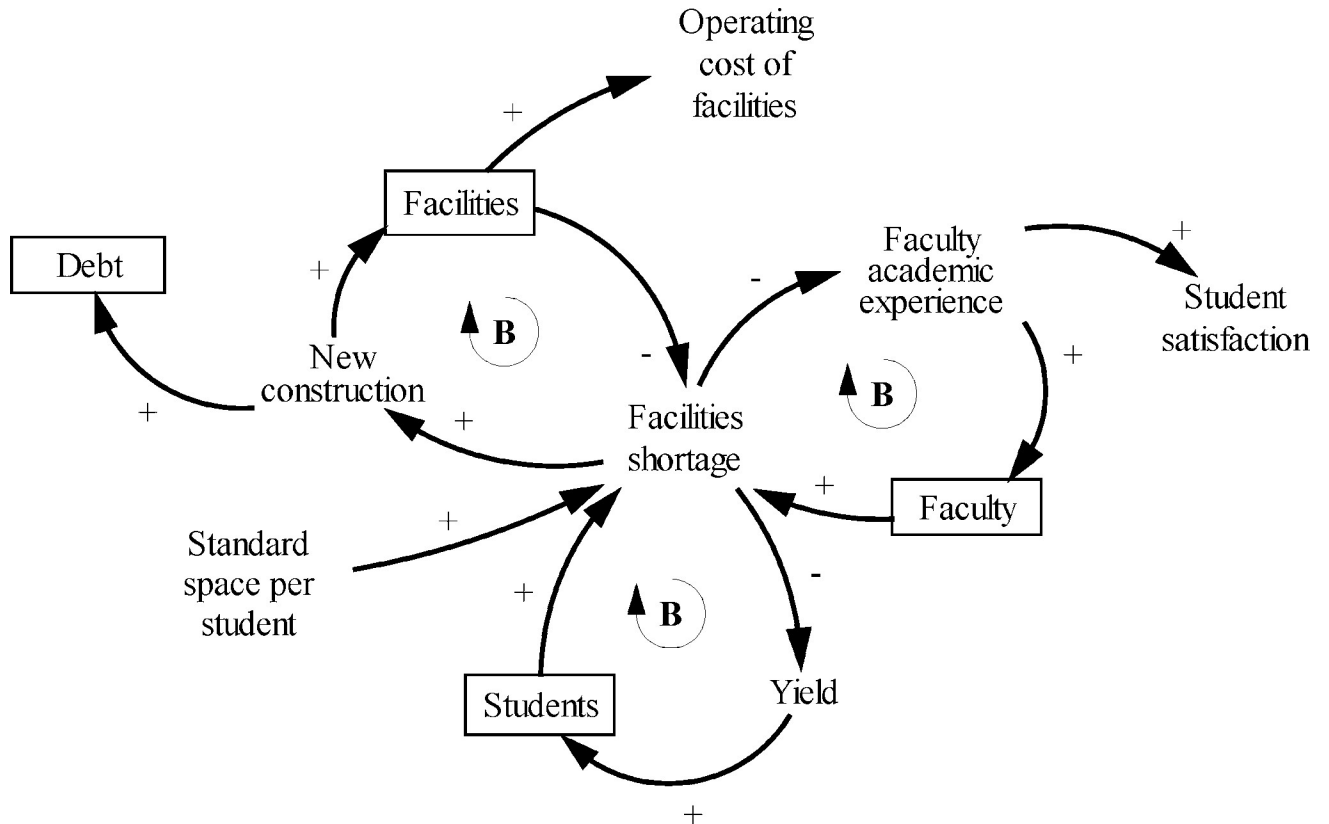 Operating
cost of
facilities
+
Facilities
Debt
+
-
Faculty
academic
experience
+
Student
satisfaction
B
-
New
construction
+
+
B
+
Facilities
shortage
+
Faculty
+
Standard
space per
student
+
-
B
Students
Yield
+